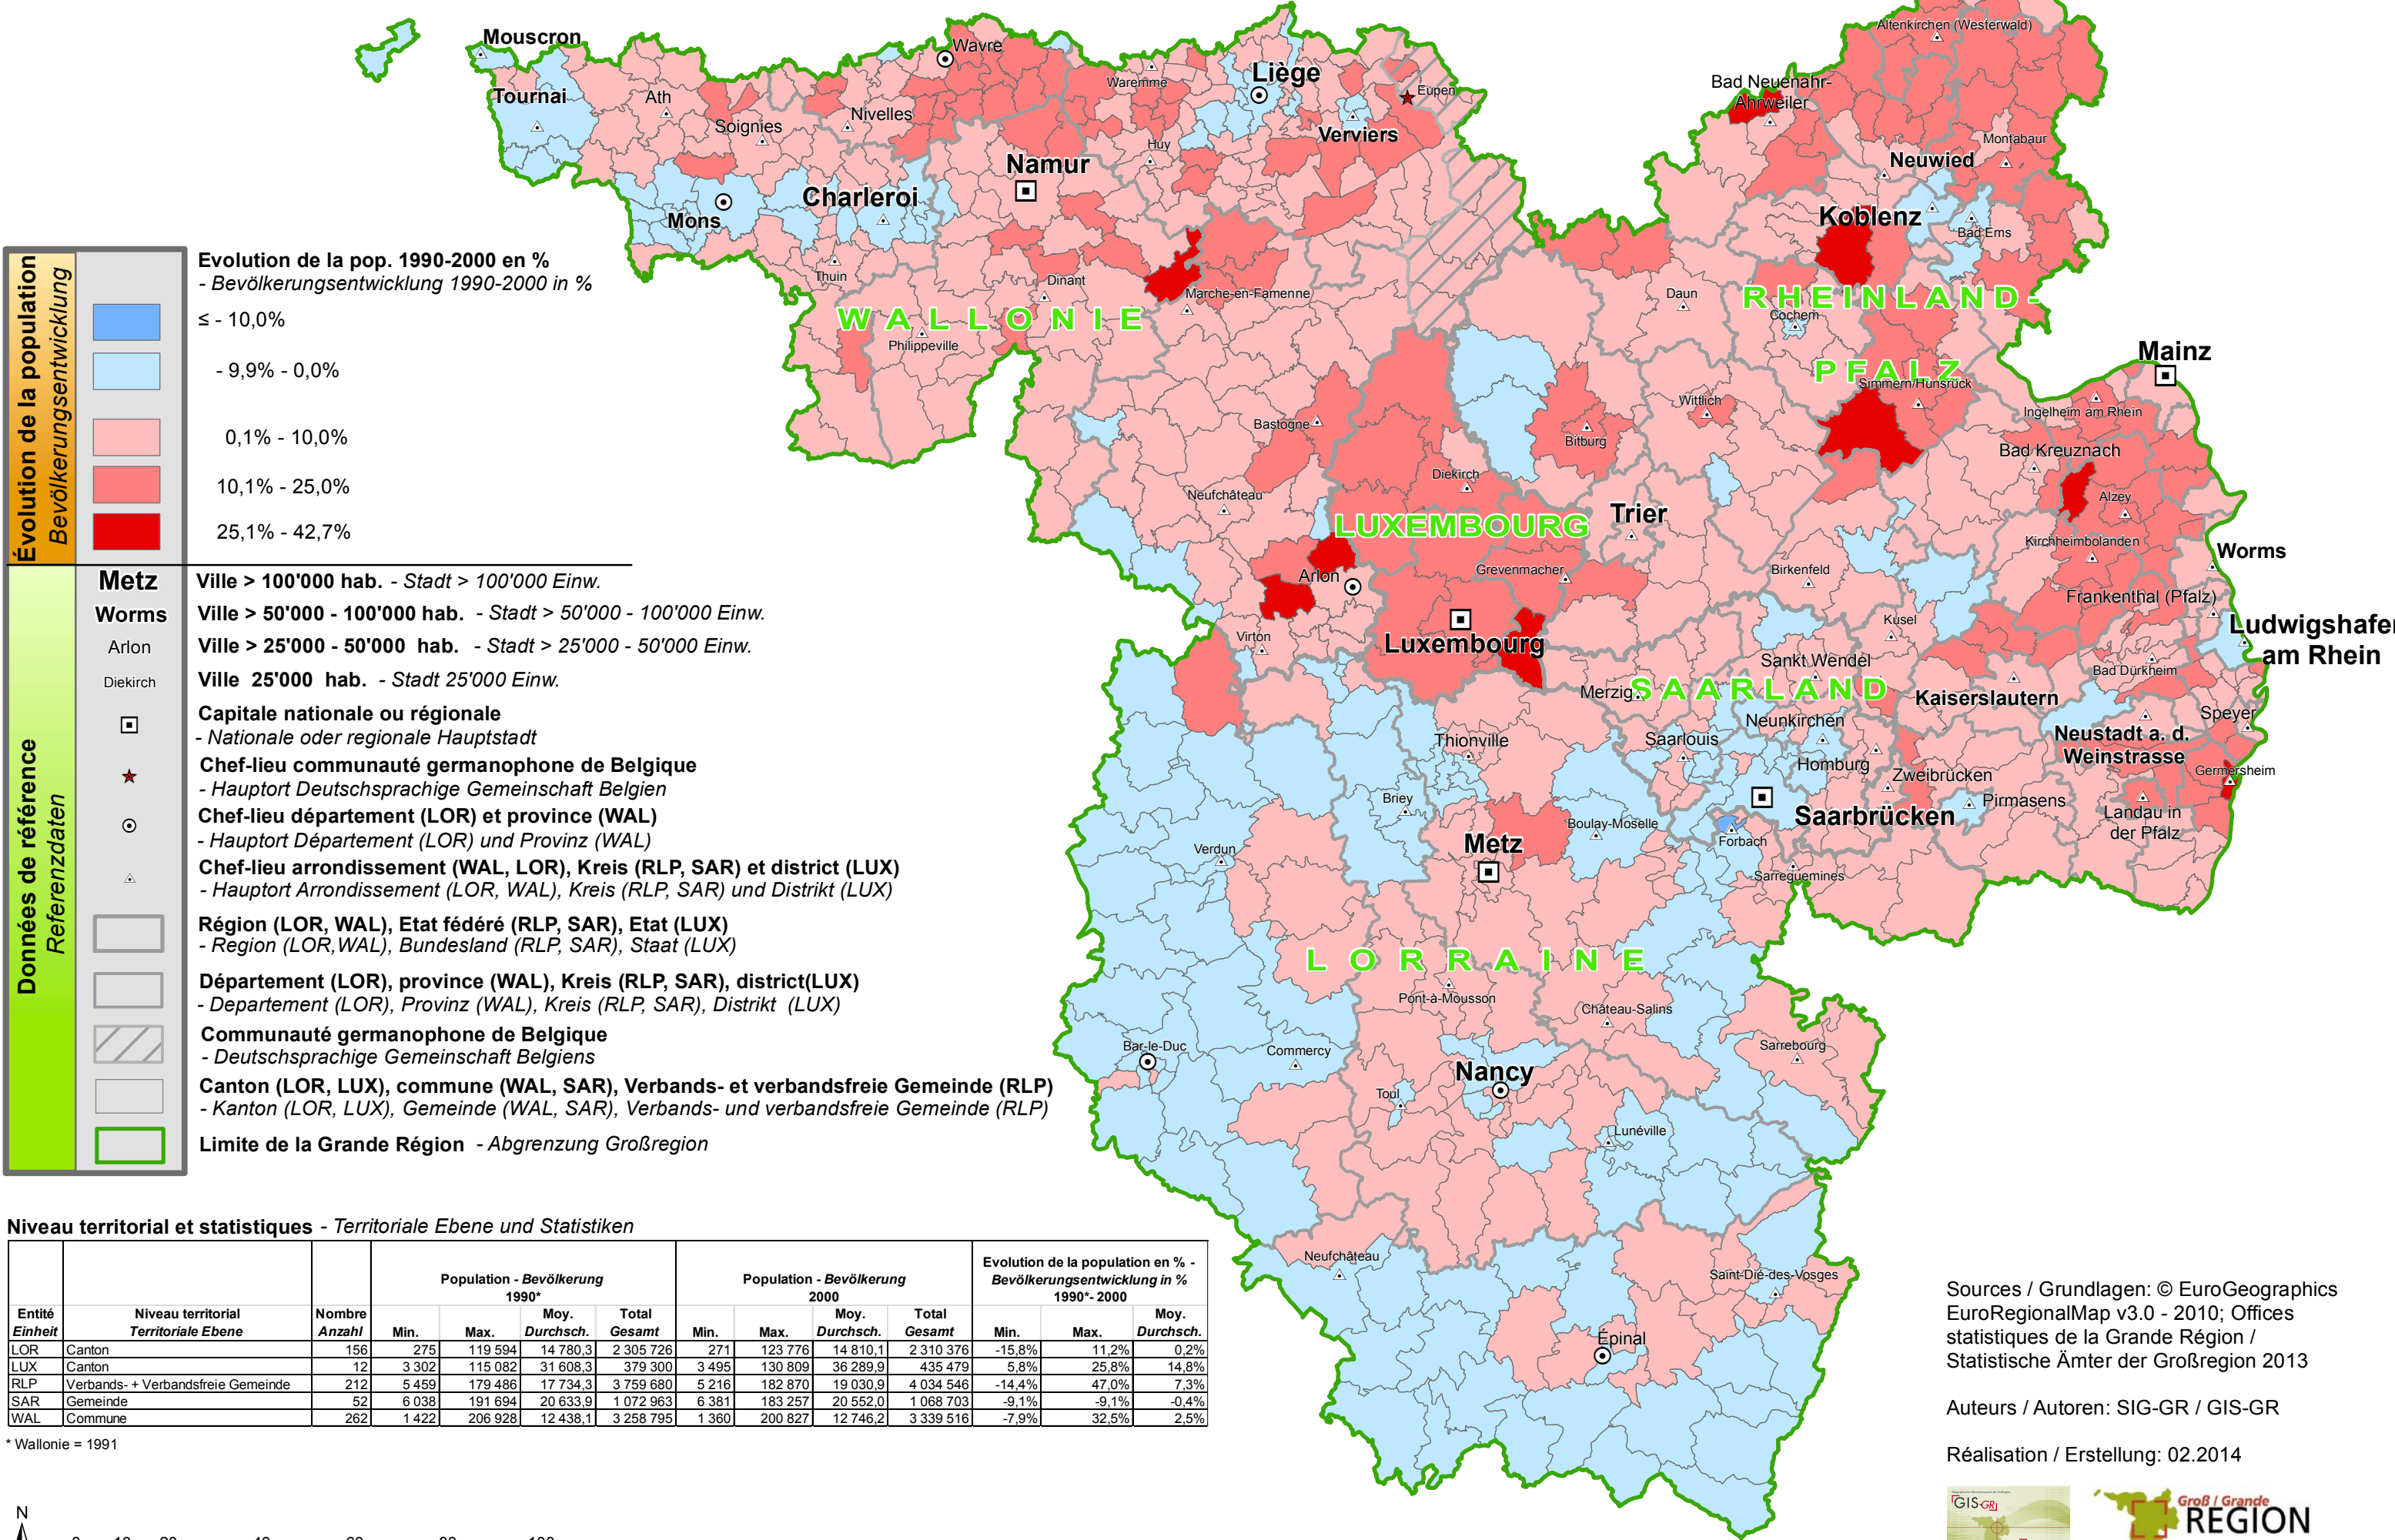 Évolution de la population
Bevölkerungsentwicklung
Evolution de la pop. 1990-2000 en %
- Bevölkerungsentwicklung 1990-2000 in %
≤ - 10,0%
- 9,9% - 0,0%
0,1% - 10,0%
10,1% - 25,0%
25,1% - 42,7%
Données de référence
Referenzdaten
Metz Ville > 100'000 hab. - Stadt > 100'000 Einw.
Worms Ville > 50'000 - 100'000 hab. - Stadt > 50'000 - 100'000 Einw.
Arlon Ville > 25'000 - 50'000 hab. - Stadt > 25'000 - 50'000 Einw.
Diekirch Ville 25'000 hab. - Stadt 25'000 Einw.
Capitale nationale ou régionale
- Nationale oder regionale Hauptstadt
Chef-lieu communauté germanophone de Belgique
- Hauptort Deutschsprachige Gemeinschaft Belgien
Chef-lieu département (LOR) et province (WAL)
- Hauptort Département (LOR) und Provinz (WAL)
Chef-lieu arrondissement (WAL, LOR), Kreis (RLP, SAR) et district (LUX)
- Hauptort Arrondissement (LOR, WAL), Kreis (RLP, SAR) und Distrikt (LUX)
Région (LOR, WAL), Etat fédéré (RLP, SAR), Etat (LUX)
- Region (LOR,WAL), Bundesland (RLP, SAR), Staat (LUX)
Département (LOR), province (WAL), Kreis (RLP, SAR), district(LUX)
- Departement (LOR), Provinz (WAL), Kreis (RLP, SAR), Distrikt (LUX)
Communauté germanophone de Belgique
- Deutschsprachige Gemeinschaft Belgiens
Canton (LOR, LUX), commune (WAL, SAR), Verbands- et verbandsfreie Gemeinde (RLP)
- Kanton (LOR, LUX), Gemeinde (WAL, SAR), Verbands- und verbandsfreie Gemeinde (RLP)
Limite de la Grande Région - Abgrenzung Großregion
Mouscron
Tournai
Ath
Soignies
Nivelles
Wavre
Waremme
Liège
Eupen
Verviers
Huy
Namur
Charleroi
Mons
Thuin
Dinant
Marche-en-Famenne
WALLONIE
Philippeville
Bastogne
Neufchâteau
Arlon
Virton
Altenkirchen (Westerwald)
Bad Neuenahr-
Ahrweiler
Montabaur
Neuwied
Koblenz
Bad Ems
Daun
RHEINLAND-
Cochem
PFALZ
Simmern/Hunsrück
Mainz
Ingelheim am Rhein
Wittlich
Bitburg
Bad Kreuznach
Alzey
Diekirch
LUXEMBOURG
Trier
Kirchheimbolanden
Worms
Grevenmacher
Birkenfeld
Frankenthal (Pfalz)
Luxembourg
Kusel
Ludwigshafen
am Rhein
Sankt Wendel
Bad Dürkheim
Merzig
SAARLAND
Kaiserslautern
Speyer
Neunkirchen
Saarlouis
Neustadt a. d.
Weinstrasse
Homburg
Zweibrücken
Germersheim
Pirmasens
Saarbrücken
Landau in
der Pfalz
Thionville
Briey
Boulay-Moselle
Metz
Forbach
Verdun
Sarreguemines
LORRAINE
Pont-à-Mousson
Château-Salins
Bar-le-Duc
Commercy
Sarrebourg
Nancy
Toul
Lunéville
Neufchâteau
Saint-Dié-des-Vosges
Épinal
Niveau territorial et statistiques - Territoriale Ebene und Statistiken
Population - Bevölkerung 1990*
Population - Bevölkerung 2000
Evolution de la population en % - Bevölkerungsentwicklung in % 1990*- 2000
Entité Niveau territorial Nombre Moy. Total Moy. Total Moy.
Einheit Territoriale Ebene Anzahl Min. Max. Durchsch. Gesamt Min. Max. Durchsch. Gesamt Min. Max. Durchsch.
LOR Canton 156 275 119 594 14 780,3 2 305 726 271 123 776 14 810,1 2 310 376 -15,8% 11,2% 0,2%
LUX Canton 12 3 302 115 082 31 608,3 379 300 3 495 130 809 36 289,9 435 479 5,8% 25,8% 14,8%
RLP Verbands- + Verbandsfreie Gemeinde 212 5 459 179 486 17 734,3 3 759 680 5 216 182 870 19 030,9 4 034 546 -14,4% 47,0% 7,3%
SAR Gemeinde 52 6 038 191 694 20 633,9 1 072 963 6 381 183 257 20 552,0 1 068 703 -9,1% -9,1% -0,4%
WAL Commune 262 1 422 206 928 12 438,1 3 258 795 1 360 200 827 12 746,2 3 339 516 -7,9% 32,5% 2,5%
* Wallonie = 1991
N
0 10 20 40 60 80 100
Sources / Grundlagen: © EuroGeographics
EuroRegionalMap v3.0 - 2010; Offices
statistiques de la Grande Région /
Statistische Ämter der Großregion 2013
Auteurs / Autoren: SIG-GR / GIS-GR
Réalisation / Erstellung: 02.2014
GIS-GR
Groß / Grande
REGION